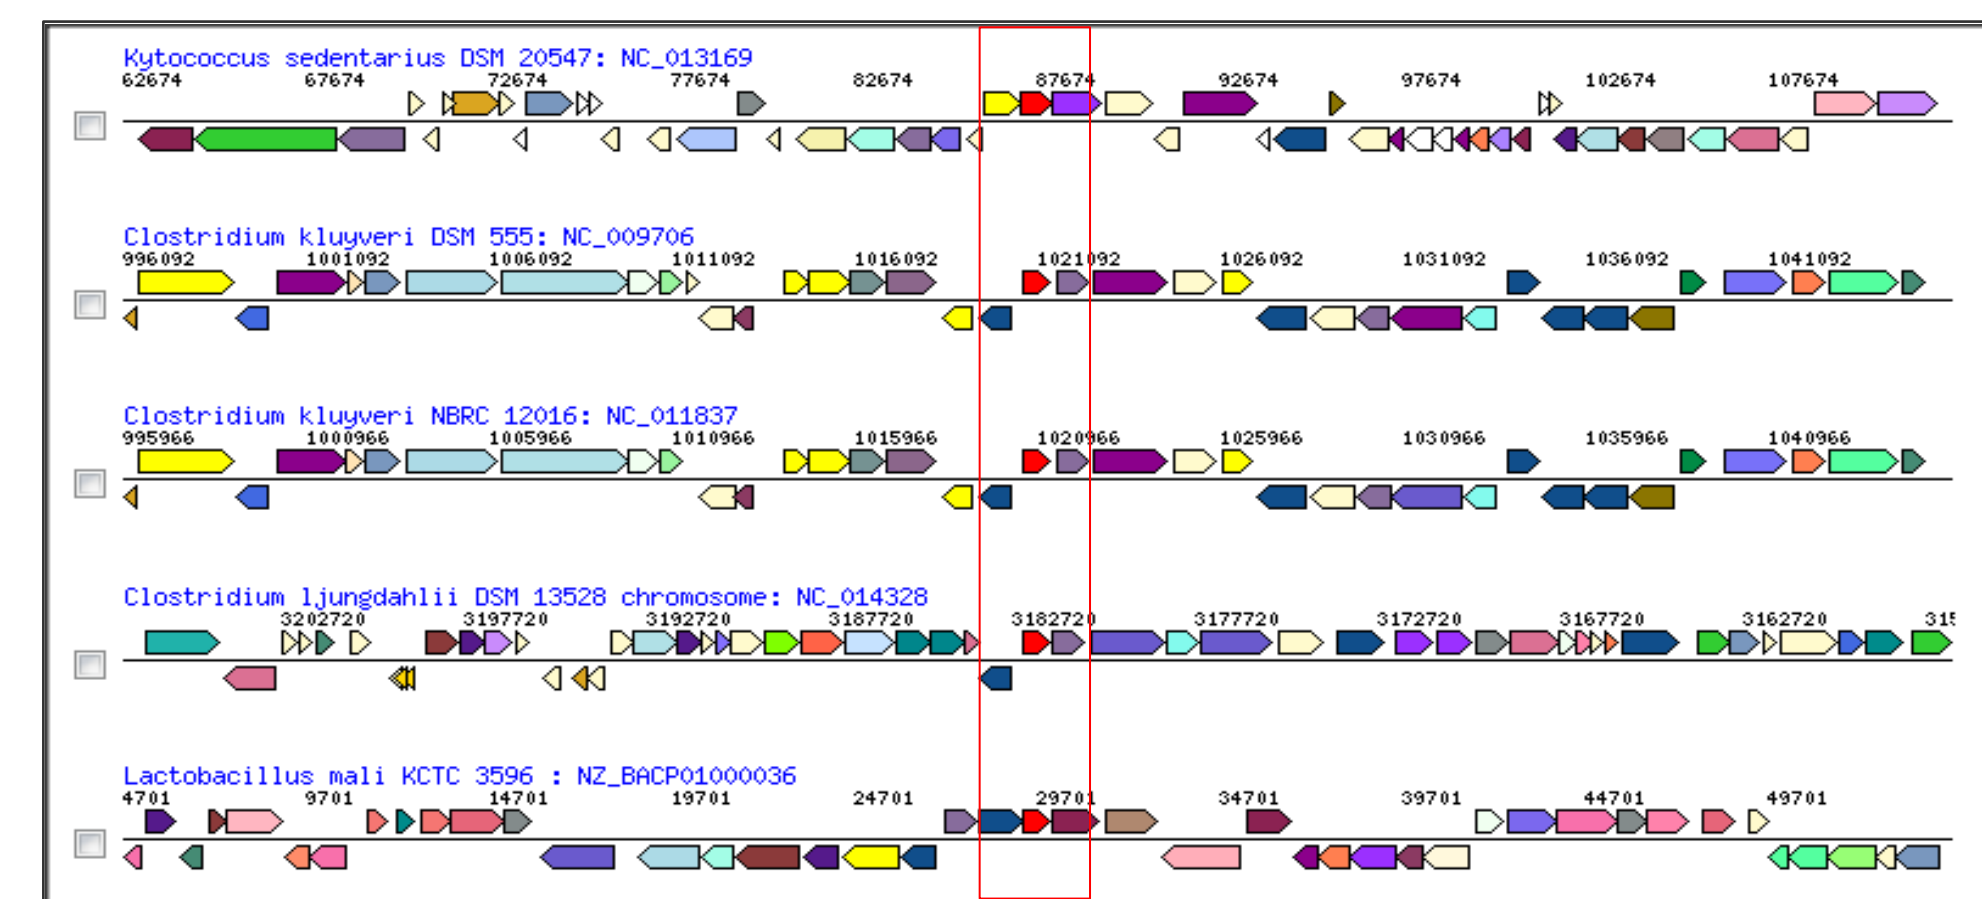 Kytococcus sedentarius DSM 20547: NC_013169
62674 67674 72674 77674 82674 87674 92674 97674 102674 107674
Clostridium kluyveri DSM 555: NC_009706
996092 1001092 1006092 1011092 1016092 1021092 1026092 1031092 1036092 1041092
Clostridium kluyveri NBRC 12016: NC_011837
995966 1000966 1005966 1010966 1015966 1020966 1025966 1030966 1035966 1040966
Clostridium ljungdahlii DSM 13528 chromosome: NC_014328
3202720 3197720 3192720 3187720 3182720 3177720 3172720 3167720 3162720
Lactobacillus mali KCTC 3596 : NZ_BACP01000036
4701 9701 14701 19701 24701 29701 34701 39701 44701 49701